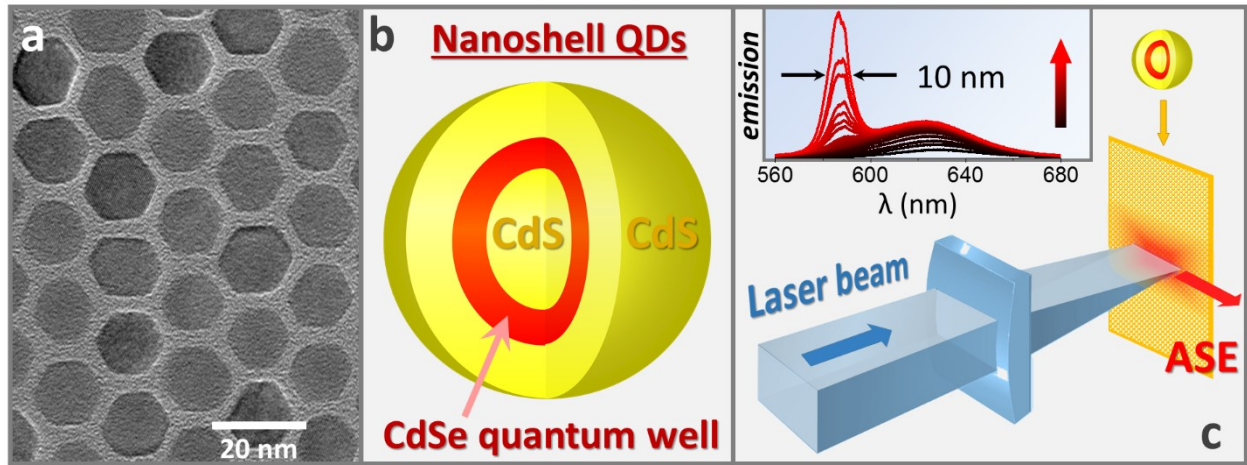 a
20 nm
b
Nanoshell QDs
CdS
CdS
CdSe quantum well
emission
10 nm
560 600 640 680
λ (nm)
Laser beam
ASE
c